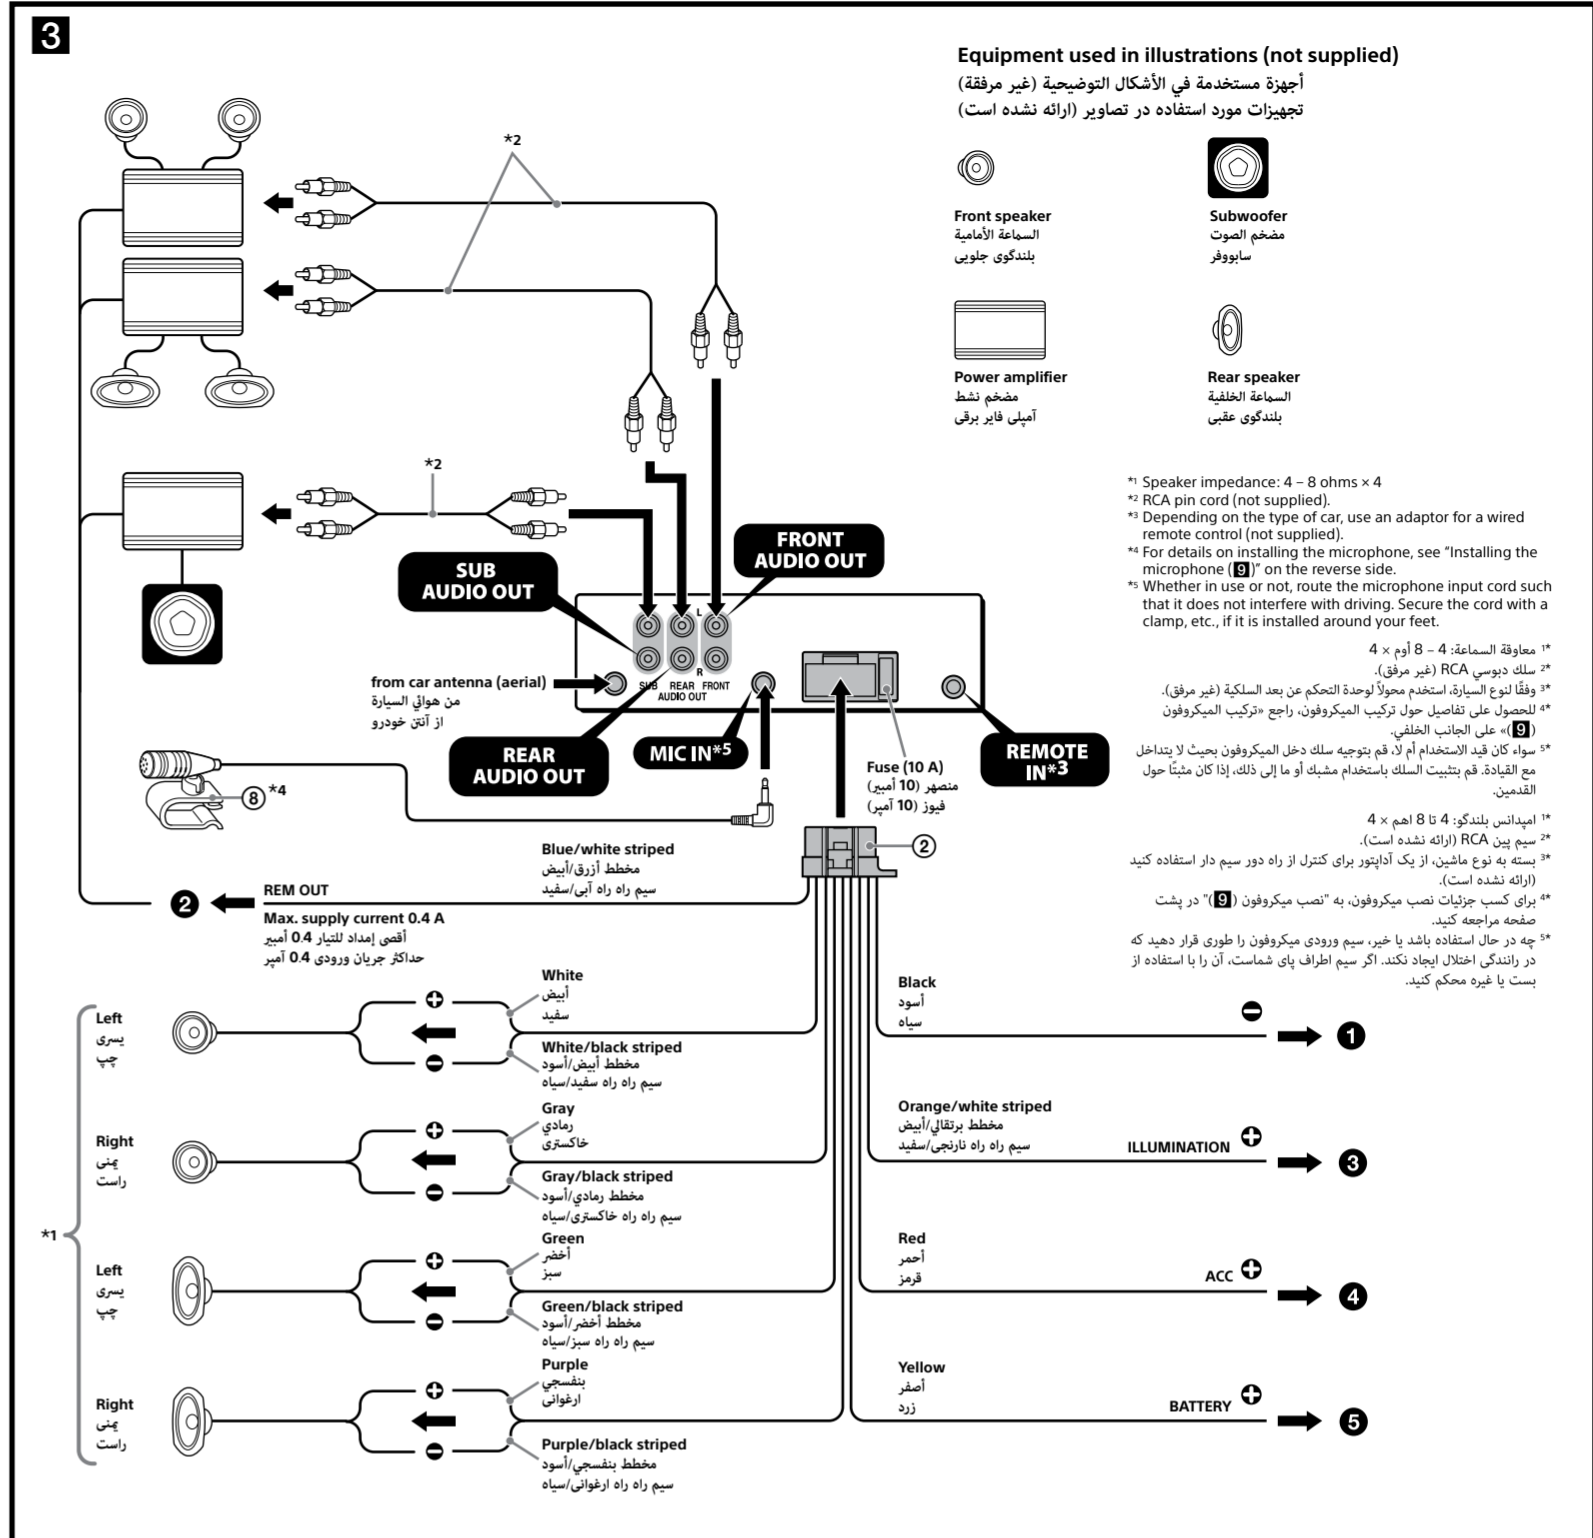 3
Equipment used in illustrations (not supplied)
أجهزة مستخدمة في الأشكال التوضيحية (غير مرفقة)
تجهیزات مورد استفاده در تصاویر (ارائه نشده است)
Front speaker
السماعة الأمامية
بلندگوی جلویی
Subwoofer
مضخم الصوت
سابووفر
Power amplifier
مضخم نشط
آمپلی فایر برقی
Rear speaker
السماعة الخلفية
بلندگوی عقبی
*2
*2
*1 Speaker impedance: 4 – 8 ohms × 4
*2 RCA pin cord (not supplied).
*3 Depending on the type of car, use an adaptor for a wired
remote control (not supplied).
*4 For details on installing the microphone, see "Installing the
microphone (9)" on the reverse side.
*5 Whether in use or not, route the microphone input cord such
that it does not interfere with driving. Secure the cord with a
clamp, etc., if it is installed around your feet.
*1 معاوقة السماعة: 4 – 8 أوم × 4
*2 سلك دبوسي RCA (غير مرفق).
*3 وفقًا لنوع السيارة، استخدم محولاً لوحدة التحكم عن بعد السلكية (غير مرفق).
*4 للحصول على تفاصيل حول تركيب الميكروفون، راجع «تركيب الميكروفون
(9)» على الجانب الخلفي.
*5 سواء كان قيد الاستخدام أم لا، قم بتوجيه سلك دخل الميكروفون بحيث لا يتداخل
مع القيادة. قم بتثبيت السلك باستخدام مشبك أو ما إلى ذلك، إذا كان مثبتًا حول
القدمين.
*1 امپدانس بلندگو: 4 تا 8 اهم × 4
*2 سیم پین RCA (ارائه نشده است).
*3 بسته به نوع ماشین، از یک آداپتور برای کنترل از راه دور سیم دار استفاده کنید
(ارائه نشده است).
*4 برای کسب جزئیات نصب میکروفون، به "نصب میکروفون (9)" در پشت
صفحه مراجعه کنید.
*5 چه در حال استفاده باشد یا خیر، سیم ورودی میکروفون را طوری قرار دهید که
در رانندگی اختلال ایجاد نکند. اگر سیم اطراف پای شماست، آن را با استفاده از
بست یا غیره محکم کنید.
FRONT
AUDIO OUT
SUB
AUDIO OUT
L
R
SUB REAR FRONT
AUDIO OUT
from car antenna (aerial)
من هوائي السيارة
از آنتن خودرو
REAR
AUDIO OUT
MIC IN*5
REMOTE
IN*3
Fuse (10 A)
منصهر (10 أمبير)
فیوز (10 آمپر)
8 *4
2
Blue/white striped
مخطط أزرق/أبيض
سیم راه راه آبی/سفید
2
REM OUT
Max. supply current 0.4 A
أقصى إمداد للتيار 0.4 أمبير
حداکثر جریان ورودی 0.4 آمپر
*1
Left
يسرى
چپ
White
أبيض
سفید
White/black striped
مخطط أبيض/أسود
سیم راه راه سفید/سیاه
Right
يمنى
راست
Gray
رمادي
خاکستری
Gray/black striped
مخطط رمادي/أسود
سیم راه راه خاکستری/سیاه
Left
يسرى
چپ
Green
أخضر
سبز
Green/black striped
مخطط أخضر/أسود
سیم راه راه سبز/سیاه
Right
يمنى
راست
Purple
بنفسجي
ارغوانی
Purple/black striped
مخطط بنفسجي/أسود
سیم راه راه ارغوانی/سیاه
Black
أسود
سیاه
1
Orange/white striped
مخطط برتقالي/أبيض
سیم راه راه نارنجی/سفید
ILLUMINATION
3
Red
أحمر
قرمز
ACC
4
Yellow
أصفر
زرد
BATTERY
5